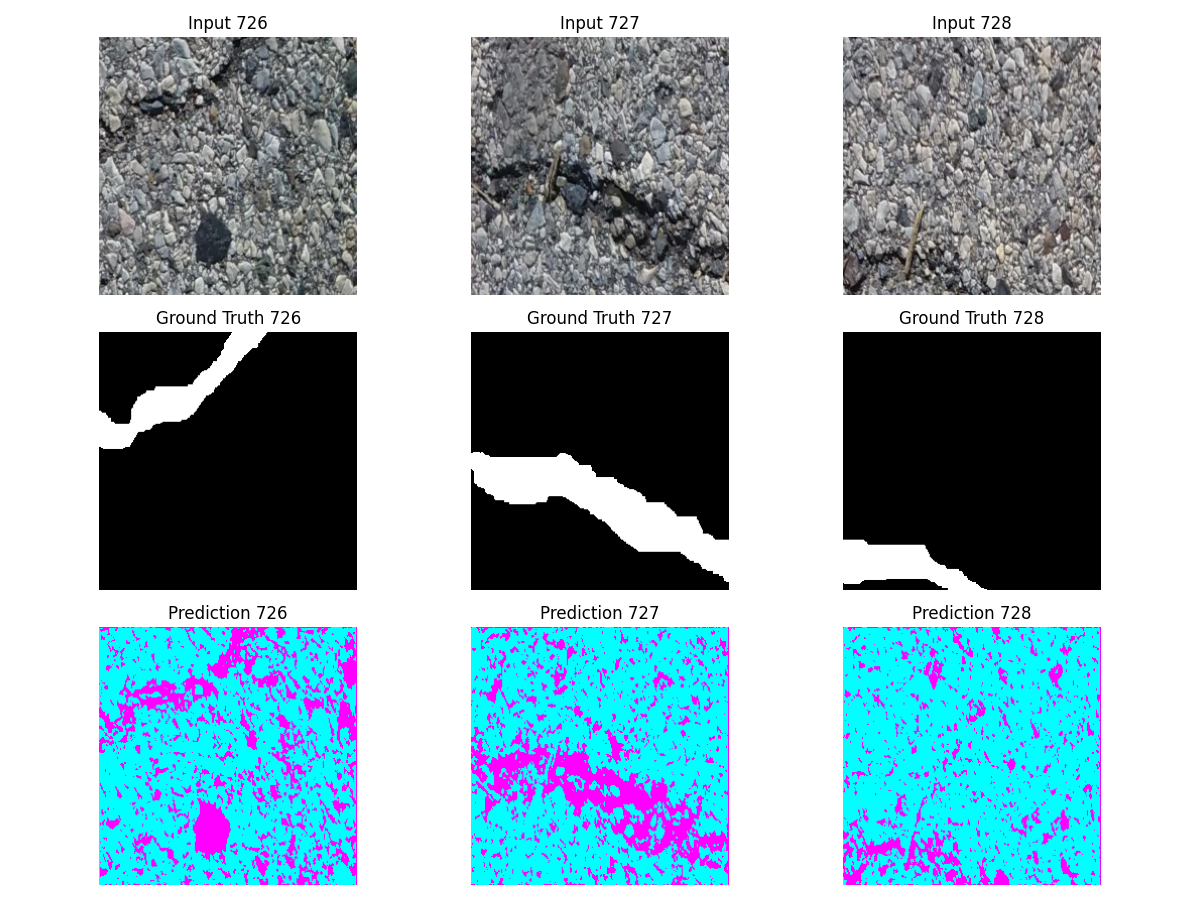 Input 726
Input 727
Input 728
Ground Truth 726
Ground Truth 727
Ground Truth 728
Prediction 726
Prediction 727
Prediction 728